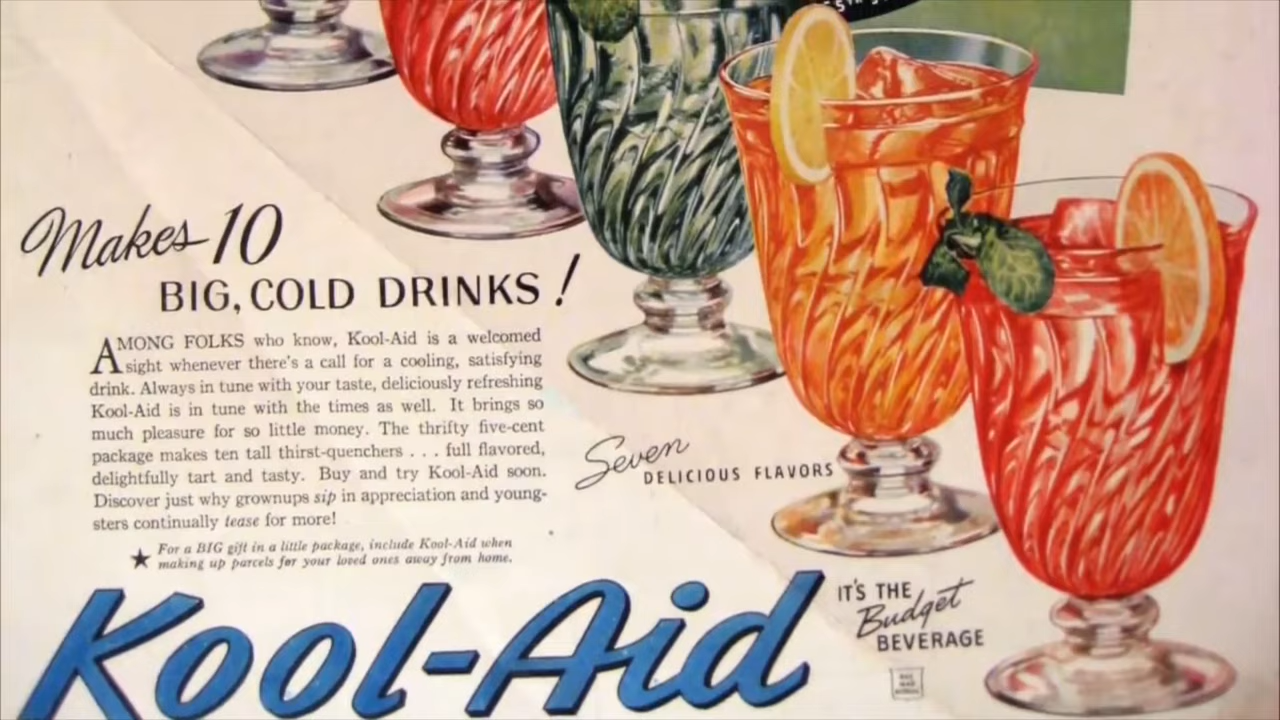 Makes 10
BIG, COLD DRINKS!
AMONG FOLKS who know, Kool-Aid is a welcomed
sight whenever there's a call for a cooling, satisfying
drink. Always in tune with your taste, deliciously refreshing
Kool-Aid is in tune with the times as well. It brings so
much pleasure for so little money. The thrifty five-cent
package makes ten tall thirst-quenchers . . . full flavored,
delightfully tart and tasty. Buy and try Kool-Aid soon.
Discover just why grownups sip in appreciation and young-
sters continually tease for more!
★ For a BIG gift in a little package, include Kool-Aid when
making up parcels for your loved ones away from home.
Seven
DELICIOUS FLAVORS
Kool-Aid
IT'S THE
Budget
BEVERAGE